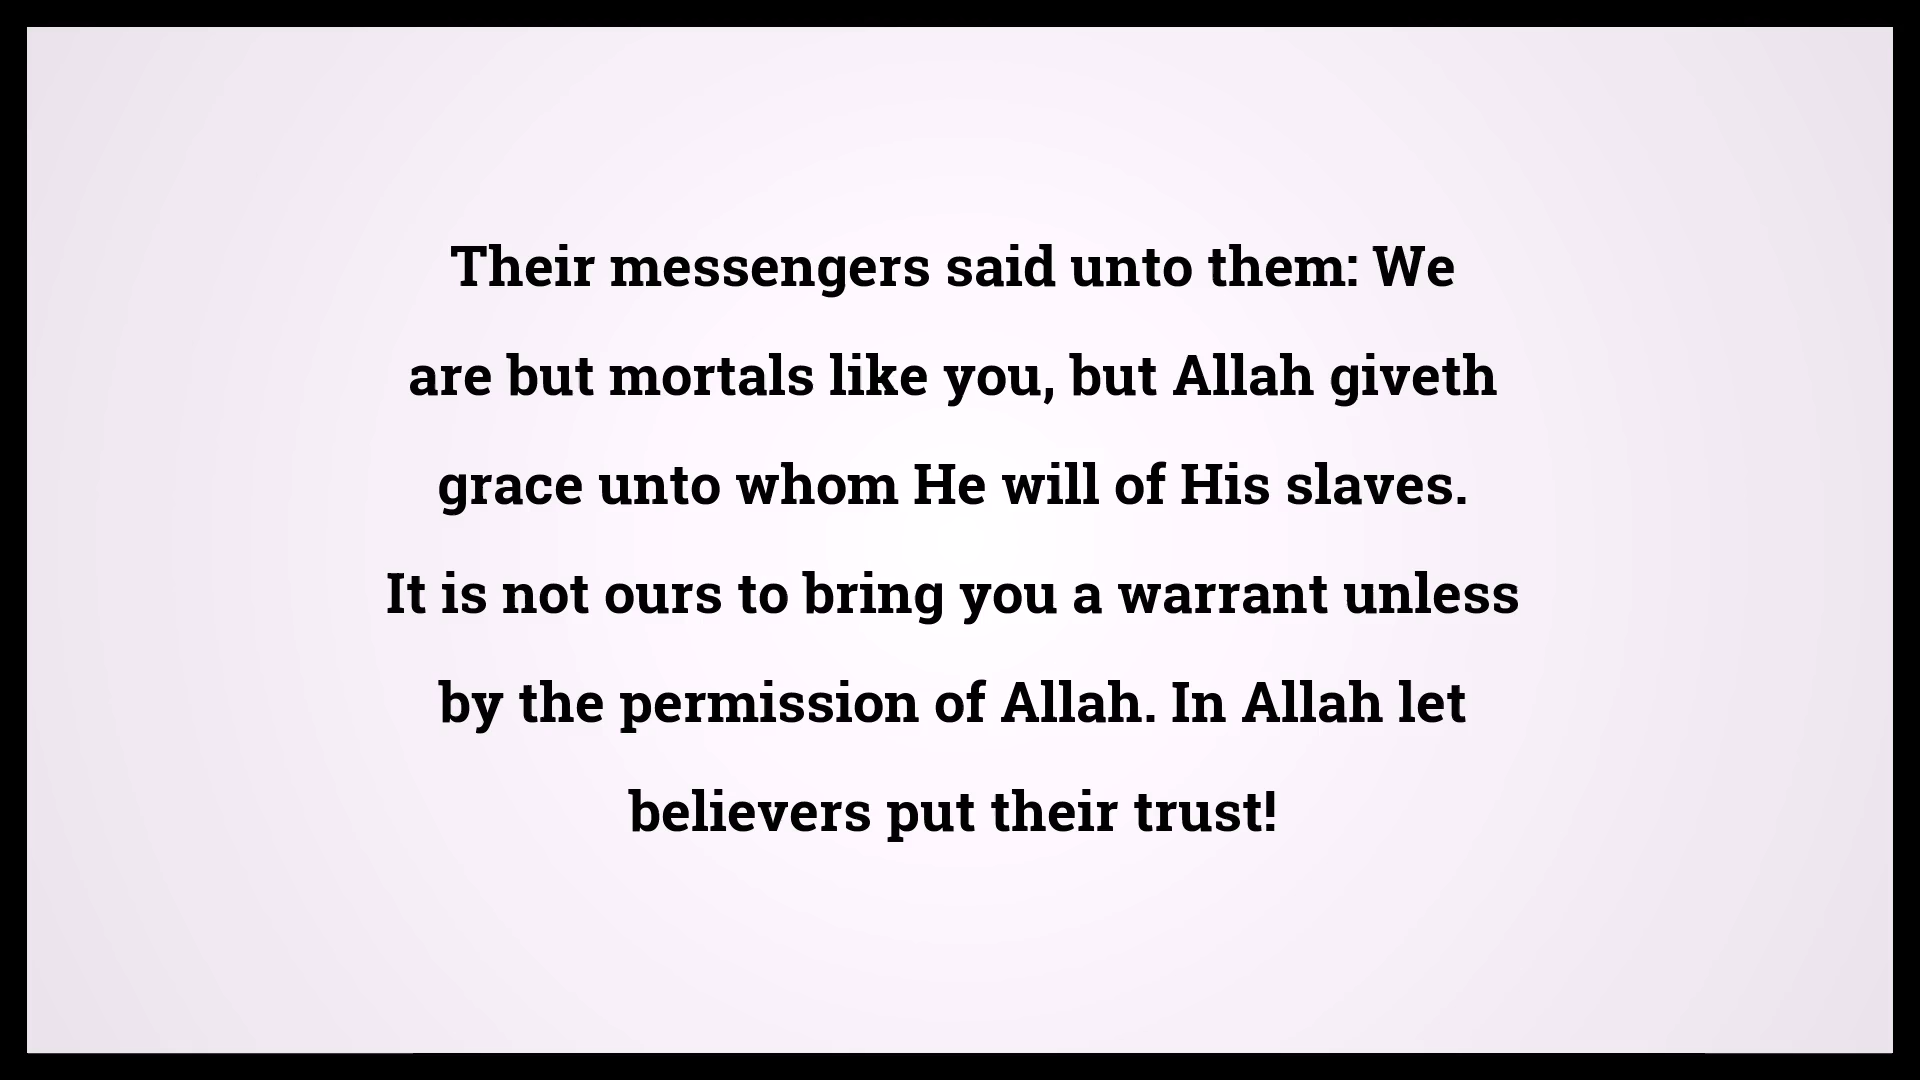 Their messengers said unto them: We
are but mortals like you, but Allah giveth
grace unto whom He will of His slaves.
It is not ours to bring you a warrant unless
by the permission of Allah. In Allah let
believers put their trust!